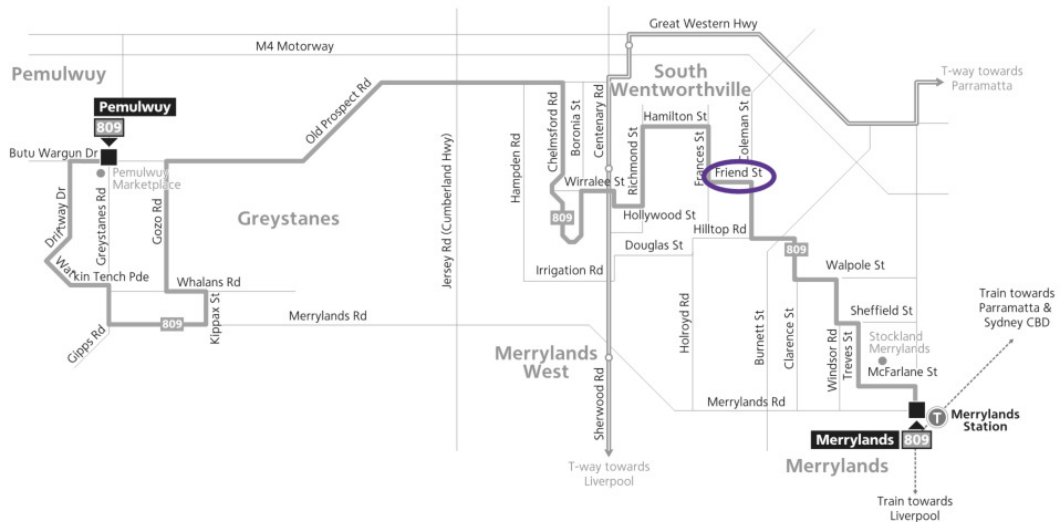 Great Western Hwy
M4 Motorway
Pemulwuy
T-way towards
Parramatta
South
Wentworthville
Pemulwuy
809
Old Prospect Rd
Chelmsford Rd
Boronia St
Centenary Rd
Hamilton St
Coleman St
Butu Wargun Dr
Pemulwuy
Marketplace
Jersey Rd (Cumberland Hwy)
Hampden Rd
Richmond St
Frances St
Friend St
Wirralee St
Driftway Dr
Greystanes Rd
Gozo Rd
Greystanes
809
Hollywood St
Hilltop Rd
Douglas St
809
Watkin Tench Pde
Whalans Rd
Irrigation Rd
Walpole St
Kippax St
Gipps Rd
809
Merrylands Rd
Holroyd Rd
Burnett St
Clarence St
Windsor Rd
Treves St
Sheffield St
Train towards
Parramatta &
Sydney CBD
Stockland
Merrylands
Merrylands
West
McFarlane St
Sherwood Rd
Merrylands Rd
T
Merrylands
Station
Merrylands
809
T-way towards
Liverpool
Merrylands
Train towards
Liverpool